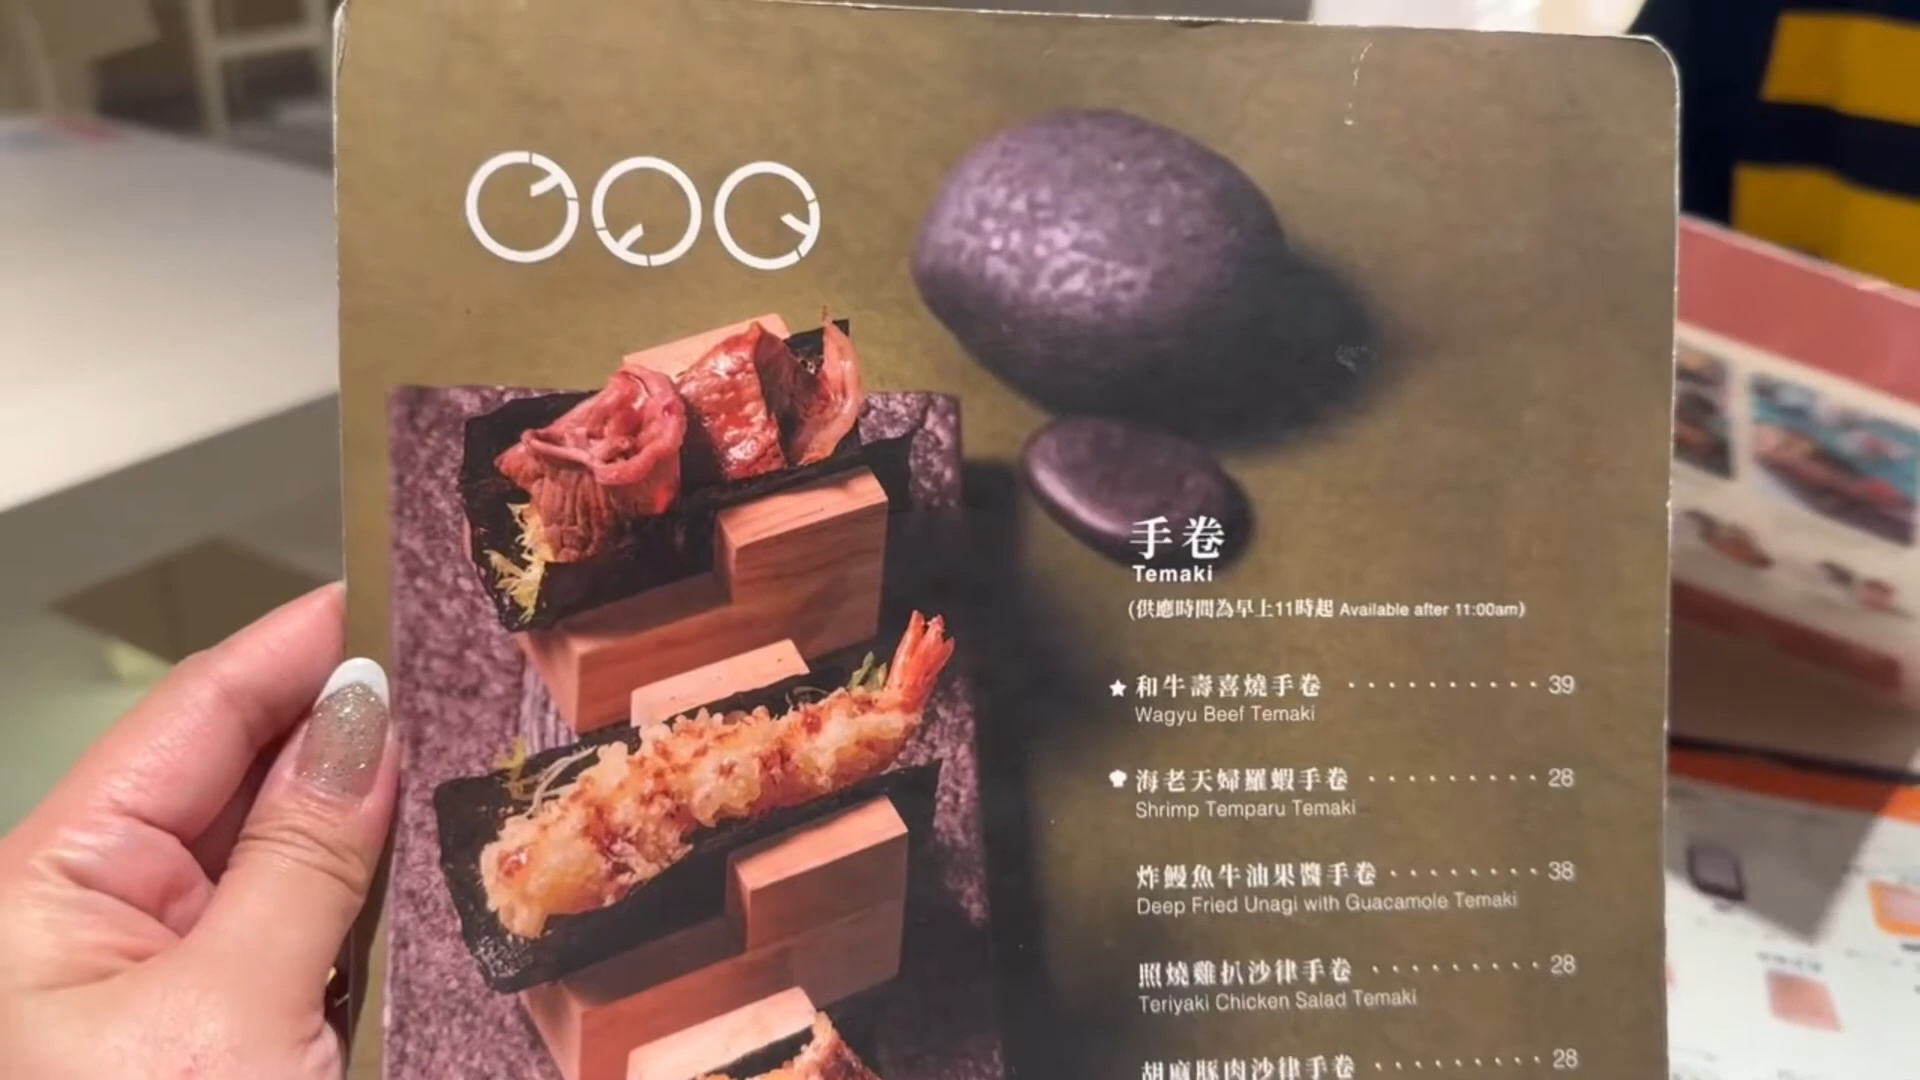 手卷
Temaki
(供應時間為早上11時起 Available after 11:00am)
★ 和牛壽喜燒手卷 ·········· 39
Wagyu Beef Temaki
海老天婦羅蝦手卷 ·········· 28
Shrimp Temparu Temaki
炸鰻魚牛油果醬手卷 ········· 38
Deep Fried Unagi with Guacamole Temaki
照燒雞扒沙律手卷 ·········· 28
Teriyaki Chicken Salad Temaki
胡麻豚肉沙律手卷 ·········· 28